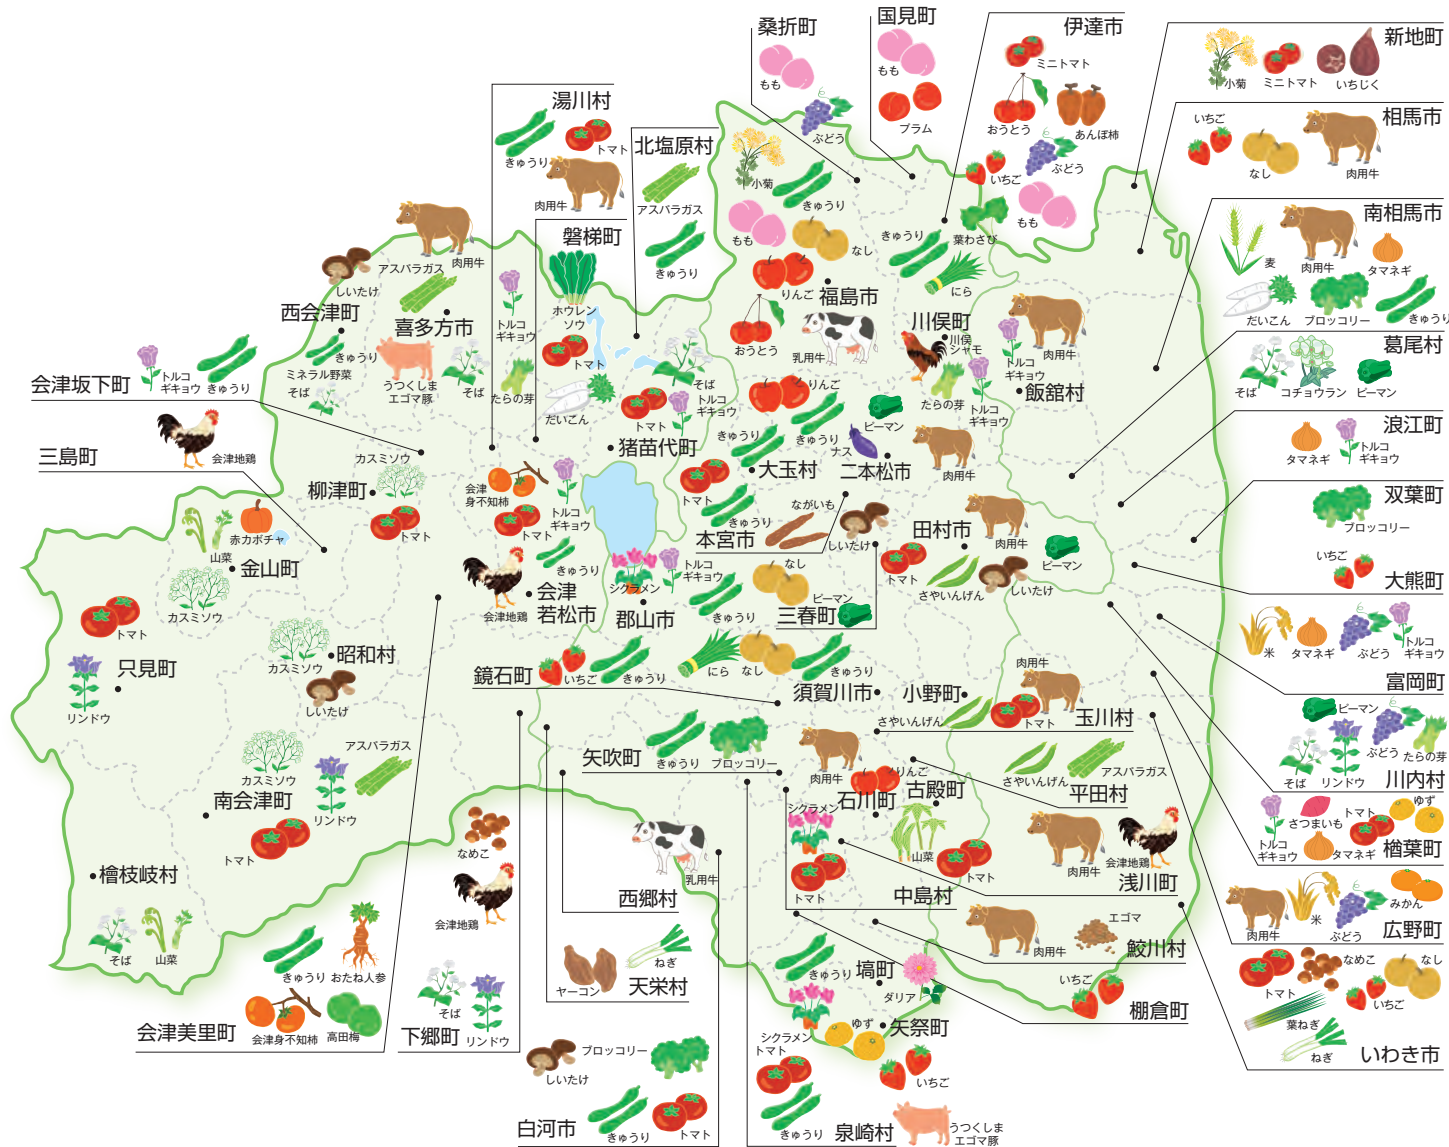 桑折町
もも
ぶどう
国見町
もも
プラム
伊達市
ミニトマト
おうとう
あんぽ柿
いちご
ぶどう
もも
葉わさび
きゅうり
にら
新地町
小菊
ミニトマト
いちじく
相馬市
いちご
なし
肉用牛
南相馬市
麦
肉用牛
タマネギ
だいこん
ブロッコリー
きゅうり
葛尾村
そば
コチョウラン
ピーマン
浪江町
タマネギ
トルコ
ギキョウ
双葉町
ブロッコリー
いちご
大熊町
米
タマネギ
ぶどう
トルコ
ギキョウ
富岡町
ピーマン
ぶどう
たらの芽
そば
リンドウ
川内村
トルコ
ギキョウ
さつまいも
トマト
ゆず
タマネギ
楢葉町
肉用牛
米
ぶどう
みかん
広野町
トマト
なめこ
いちご
なし
葉ねぎ
ねぎ
いわき市
湯川村
きゅうり
トマト
肉用牛
北塩原村
アスパラガス
きゅうり
磐梯町
ホウレン
ソウ
トマト
だいこん
小菊
きゅうり
もも
なし
りんご
おうとう
福島市
乳用牛
川俣町
川俣
シャモ
たらの芽
トルコ
ギキョウ
トルコ
ギキョウ
肉用牛
飯舘村
しいたけ
西会津町
きゅうり
ミネラル野菜
そば
肉用牛
アスパラガス
喜多方市
うつくしま
エゴマ豚
そば
トルコ
ギキョウ
たらの芽
会津坂下町
トルコ
ギキョウ
きゅうり
三島町
会津地鶏
カスミソウ
柳津町
トマト
山菜
赤カボチャ
金山町
カスミソウ
トマト
只見町
リンドウ
カスミソウ
昭和村
しいたけ
カスミソウ
アスパラガス
リンドウ
南会津町
トマト
檜枝岐村
そば
山菜
そば
トマト
トルコ
ギキョウ
猪苗代町
会津
身不知柿
トルコ
ギキョウ
トマト
きゅうり
会津地鶏
会津
若松市
りんご
きゅうり
ピーマン
ナス
二本松市
肉用牛
きゅうり
大玉村
トマト
きゅうり
ながいも
本宮市
しいたけ
田村市
肉用牛
トマト
さやいんげん
しいたけ
ピーマン
シクラメン
トルコ
ギキョウ
郡山市
きゅうり
なし
ピーマン
三春町
鏡石町
いちご
きゅうり
にら
なし
きゅうり
須賀川市
小野町
さやいんげん
肉用牛
トマト
玉川村
さやいんげん
アスパラガス
平田村
矢吹町
きゅうり
ブロッコリー
肉用牛
りんご
石川町
古殿町
山菜
シクラメン
トマト
トマト
中島村
肉用牛
会津地鶏
浅川町
肉用牛
エゴマ
鮫川村
なめこ
会津地鶏
乳用牛
西郷村
ヤーコン
ねぎ
天栄村
きゅうり
おたね人参
会津身不知柿
高田梅
会津美里町
そば
リンドウ
下郷町
しいたけ
ブロッコリー
きゅうり
トマト
白河市
きゅうり
シクラメン
塙町
ダリア
いちご
棚倉町
ゆず
矢祭町
いちご
トマト
きゅうり
泉崎村
うつくしま
エゴマ豚